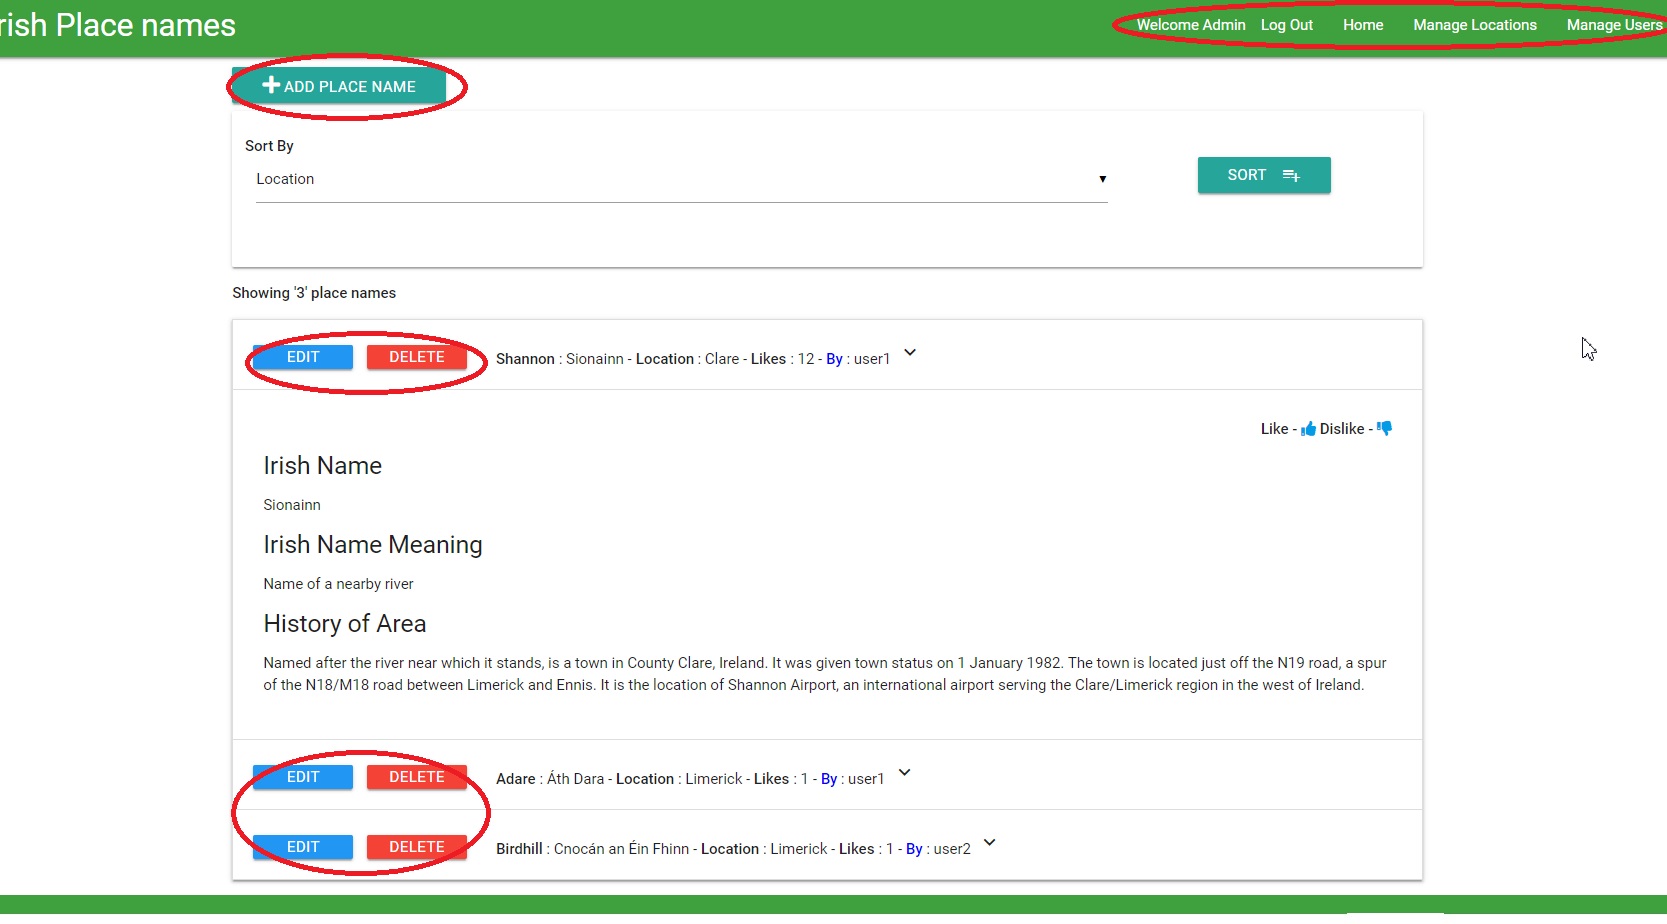 rish Place names
Welcome Admin Log Out Home Manage Locations Manage Users
ADD PLACE NAME
Sort By
Location
SORT
Showing '3' place names
EDIT DELETE Shannon : Sionainn - Location : Clare - Likes : 12 - By : user1
Like - Dislike -
Irish Name
Sionainn
Irish Name Meaning
Name of a nearby river
History of Area
Named after the river near which it stands, is a town in County Clare, Ireland. It was given town status on 1 January 1982. The town is located just off the N19 road, a spur
of the N18/M18 road between Limerick and Ennis. It is the location of Shannon Airport, an international airport serving the Clare/Limerick region in the west of Ireland.
EDIT DELETE Adare : Áth Dara - Location : Limerick - Likes : 1 - By : user1
EDIT DELETE Birdhill : Cnocán an Éin Fhinn - Location : Limerick - Likes : 1 - By : user2